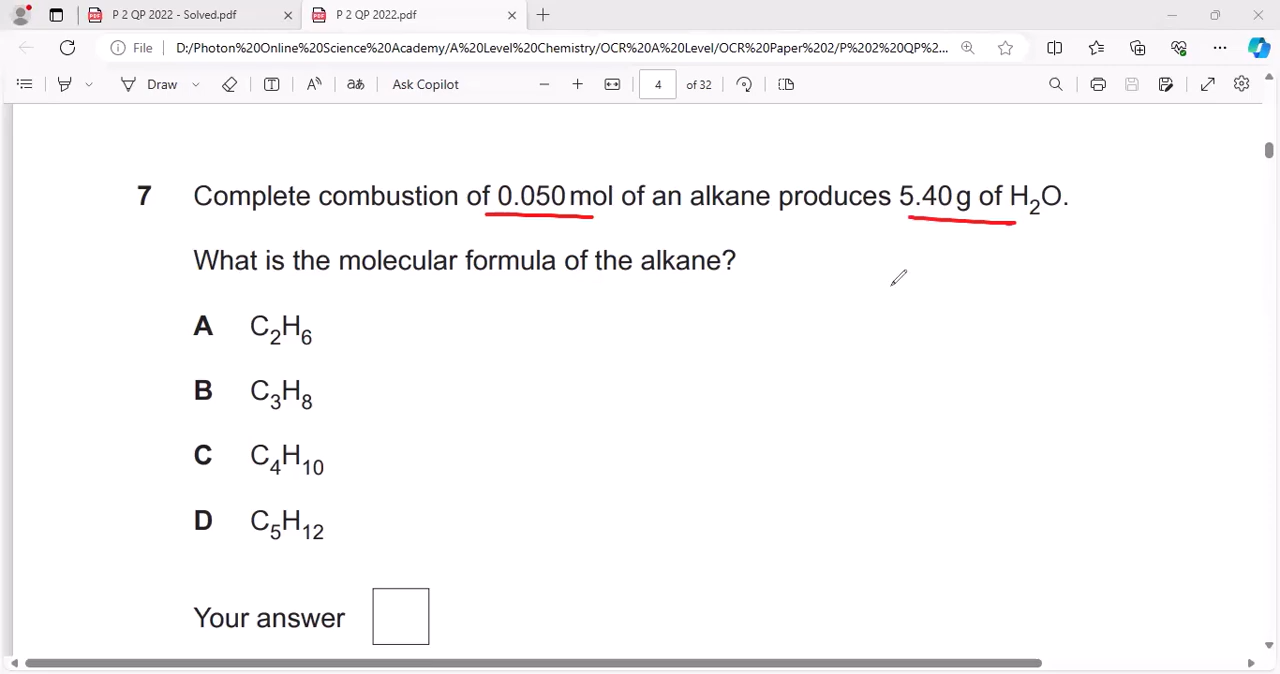 P 2 QP 2022 - Solved.pdf
P 2 QP 2022.pdf
File
D:/Photon%20Online%20Science%20Academy/A%20Level%20Chemistry/OCR%20A%20Level/OCR%20Paper%202/P%202%20QP%...
Draw
aあ
Ask Copilot
4 of 32
7 Complete combustion of 0.050 mol of an alkane produces 5.40 g of H₂O.
What is the molecular formula of the alkane?
A C₂H₆
B C₃H₈
C C₄H₁₀
D C₅H₁₂
Your answer